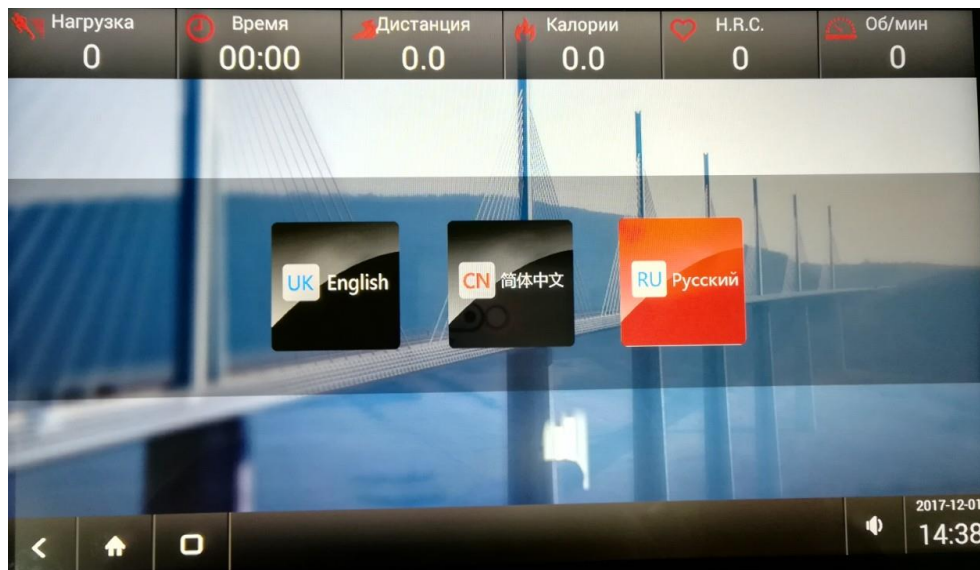 Нагрузка
0
Время
00:00
Дистанция
0.0
Калории
0.0
H.R.C.
0
Об/мин
0
UK English
CN 简体中文
RU Русский
2017-12-01
14:38